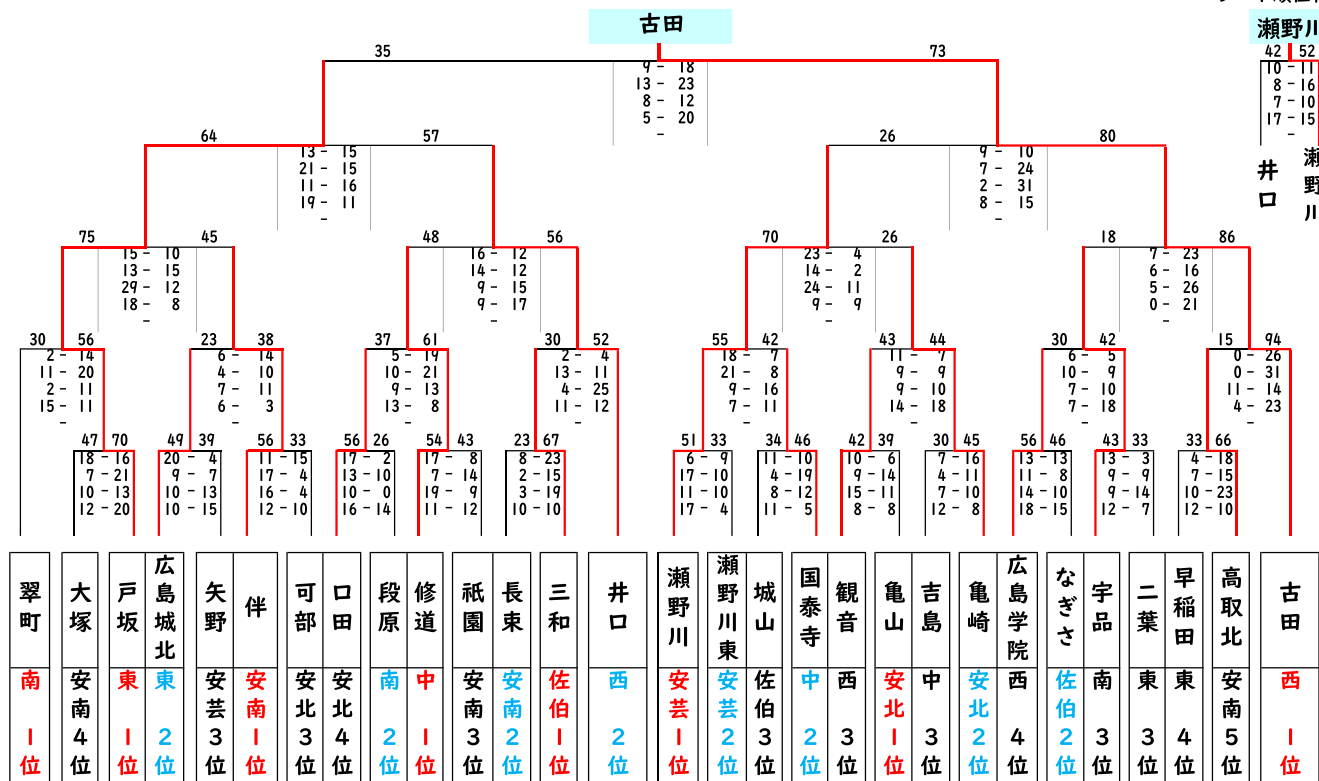 古田
瀬野川
35 73
42 52
9 - 18
13 - 23
8 - 12
5 - 20
-
10 - 11
8 - 16
7 - 10
17 - 15
-
井口
瀬野川
64 57
26 80
13 - 15
21 - 15
11 - 16
19 - 11
-
9 - 10
7 - 24
2 - 31
8 - 15
-
75 45
48 56
70 26
18 86
15 - 10
13 - 15
29 - 12
18 - 8
-
16 - 12
14 - 12
9 - 15
9 - 17
-
23 - 4
14 - 2
24 - 11
9 - 9
-
7 - 23
6 - 16
5 - 26
0 - 21
-
30 56
23 38
37 61
30 52
55 42
43 44
30 42
15 94
2 - 14
11 - 20
2 - 11
15 - 11
-
6 - 14
4 - 10
7 - 11
6 - 3
-
5 - 19
10 - 21
9 - 13
13 - 8
-
2 - 4
13 - 11
4 - 25
11 - 12
-
18 - 7
21 - 8
9 - 16
7 - 11
-
11 - 7
9 - 9
9 - 10
14 - 18
-
6 - 5
10 - 9
7 - 10
7 - 18
-
0 - 26
0 - 31
11 - 14
4 - 23
-
47 70
49 39
56 33
56 26
54 43
23 67
51 33
34 46
42 39
30 45
56 46
43 33
33 66
18 - 16
7 - 21
10 - 13
12 - 20
20 - 4
9 - 7
10 - 13
10 - 15
11 - 15
17 - 4
16 - 4
12 - 10
17 - 2
13 - 10
10 - 0
16 - 14
17 - 8
7 - 14
19 - 9
11 - 12
8 - 23
2 - 15
3 - 19
10 - 10
6 - 9
17 - 10
11 - 10
17 - 4
11 - 10
4 - 19
8 - 12
11 - 5
10 - 6
9 - 14
15 - 11
8 - 8
7 - 16
4 - 11
7 - 10
12 - 8
13 - 13
11 - 8
14 - 10
18 - 15
13 - 3
9 - 9
9 - 14
12 - 7
4 - 18
7 - 15
10 - 23
12 - 10
翠町
南1位
大塚
安南4位
戸坂
東1位
広島城北
東2位
矢野
安芸3位
伴
安南1位
可部
安北3位
口田
安北4位
段原
南2位
修道
中1位
祇園
安南3位
長束
安南2位
三和
佐伯1位
井口
西2位
瀬野川
安芸1位
瀬野川東
安芸2位
城山
佐伯3位
国泰寺
中2位
観音
西3位
亀山
安北1位
吉島
中3位
亀崎
安北2位
広島学院
西4位
なぎさ
佐伯2位
宇品
南3位
二葉
東3位
早稲田
東4位
高取北
安南5位
古田
西1位